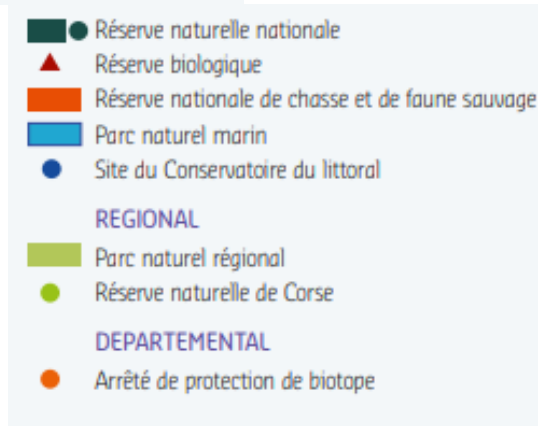 Réserve naturelle nationale
Réserve biologique
Réserve nationale de chasse et de faune sauvage
Parc naturel marin
Site du Conservatoire du littoral
REGIONAL
Parc naturel régional
Réserve naturelle de Corse
DEPARTEMENTAL
Arrêté de protection de biotope